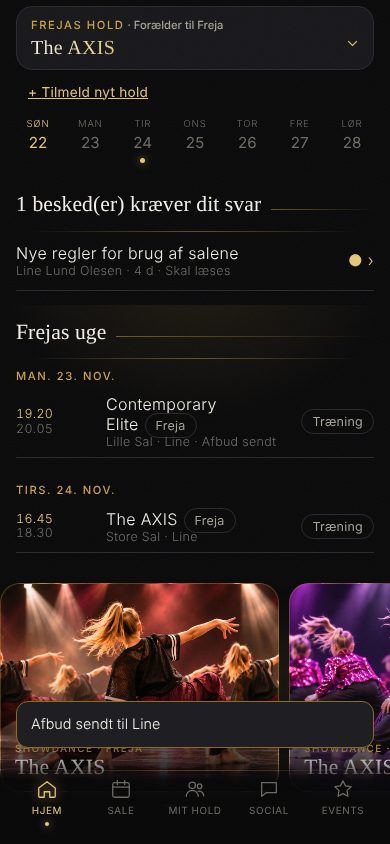 FREJAS HOLD · Forælder til Freja
The AXIS
+ Tilmeld nyt hold
SØN MAN TIR ONS TOR FRE LØR
22 23 24 25 26 27 28
1 besked(er) kræver dit svar
Nye regler for brug af salene
Line Lund Olesen · 4 d · Skal læses
Frejas uge
MAN. 23. NOV.
19.20
20.05
Contemporary
Elite Freja
Lille Sal · Line · Afbud sendt
Træning
TIRS. 24. NOV.
16.45
18.30
The AXIS Freja
Store Sal · Line
Træning
Afbud sendt til Line
SHOWDANCE · FREJA
The AXIS
SHOWDANCE ·
The AXIS
HJEM SALE MIT HOLD SOCIAL EVENTS